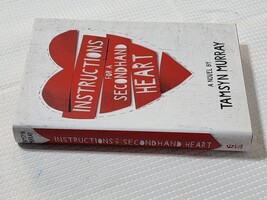 INSTRUCTIONS
FOR A
SECONDHAND
HEART
A NOVEL BY
TAMSYN MURRAY
INSTRUCTIONS FOR A SECONDHAND HEART